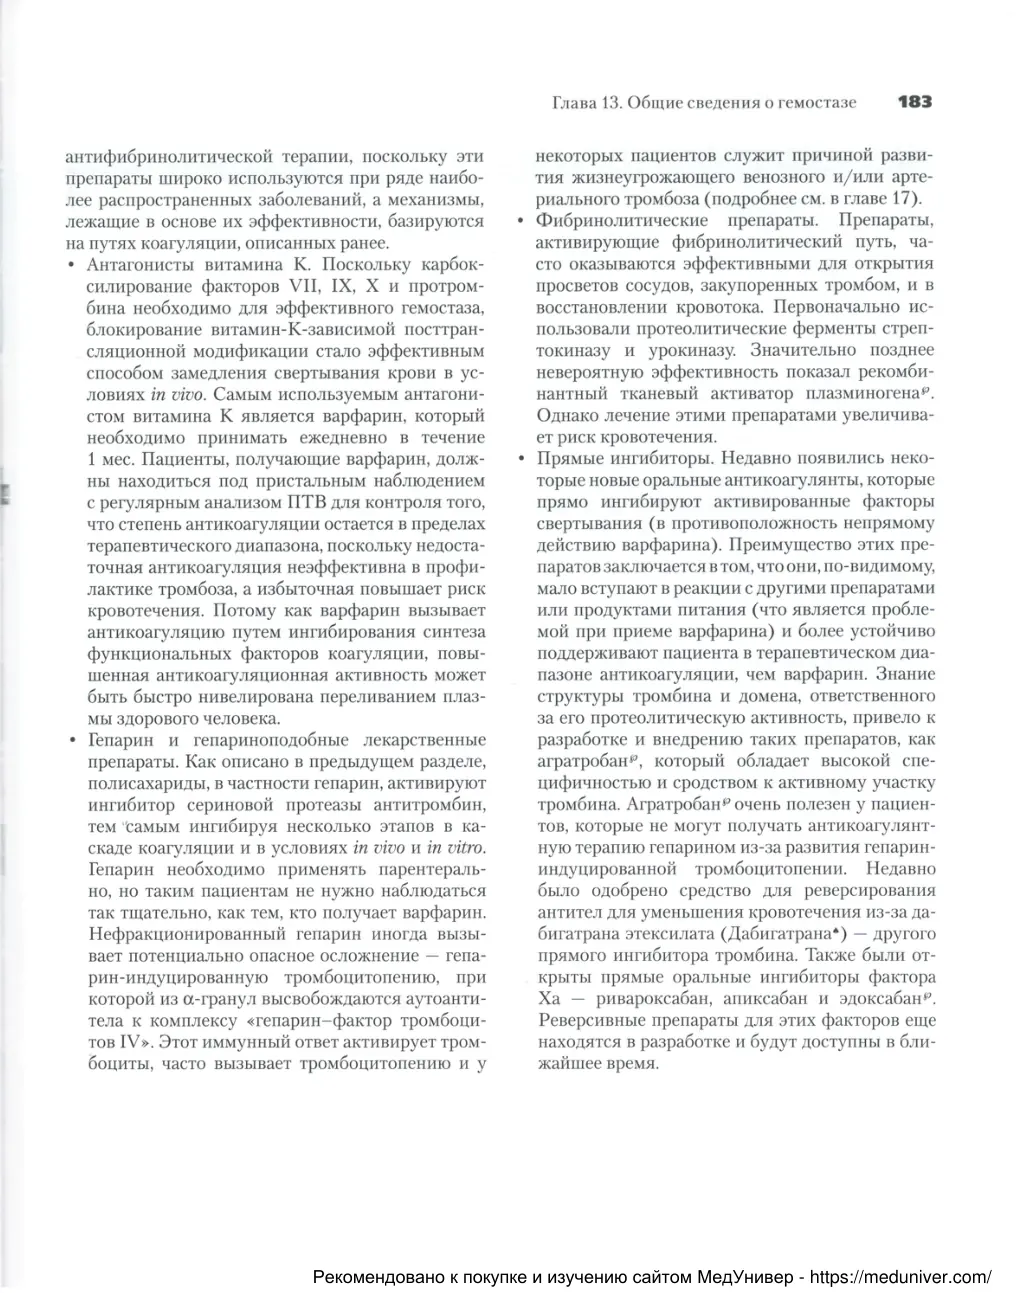 Глава 13. Общие сведения о гемостазе 183
антифибринолитической терапии, поскольку эти
препараты широко используются при ряде наибо-
лее распространенных заболеваний, а механизмы,
лежащие в основе их эффективности, базируются
на путях коагуляции, описанных ранее.
• Антагонисты витамина K. Поскольку карбок-
силирование факторов VII, IX, X и протром-
бина необходимо для эффективного гемостаза,
блокирование витамин-K-зависимой посттран-
сляционной модификации стало эффективным
способом замедления свертывания крови в ус-
ловиях in vivo. Самым используемым антагони-
стом витамина K является варфарин, который
необходимо принимать ежедневно в течение
1 мес. Пациенты, получающие варфарин, долж-
ны находиться под пристальным наблюдением
с регулярным анализом ПТВ для контроля того,
что степень антикоагуляции остается в пределах
терапевтического диапазона, поскольку недоста-
точная антикоагуляция неэффективна в профи-
лактике тромбоза, а избыточная повышает риск
кровотечения. Потому как варфарин вызывает
антикоагуляцию путем ингибирования синтеза
функциональных факторов коагуляции, повы-
шенная антикоагуляционная активность может
быть быстро нивелирована переливанием плаз-
мы здорового человека.
• Гепарин и гепариноподобные лекарственные
препараты. Как описано в предыдущем разделе,
полисахариды, в частности гепарин, активируют
ингибитор сериновой протеазы антитромбин,
тем самым ингибируя несколько этапов в ка-
скаде коагуляции и в условиях in vivo и in vitro.
Гепарин необходимо применять парентераль-
но, но таким пациентам не нужно наблюдаться
так тщательно, как тем, кто получает варфарин.
Нефракционированный гепарин иногда вызы-
вает потенциально опасное осложнение — гепа-
рин-индуцированную тромбоцитопению, при
которой из α-гранул высвобождаются аутоанти-
тела к комплексу «гепарин–фактор тромбоци-
тов IV». Этот иммунный ответ активирует тром-
боциты, часто вызывает тромбоцитопению и у
некоторых пациентов служит причиной разви-
тия жизнеугрожающего венозного и/или арте-
риального тромбоза (подробнее см. в главе 17).
• Фибринолитические препараты. Препараты,
активирующие фибринолитический путь, ча-
сто оказываются эффективными для открытия
просветов сосудов, закупоренных тромбом, и в
восстановлении кровотока. Первоначально ис-
пользовали протеолитические ферменты стреп-
токиназу и урокиназу. Значительно позднее
невероятную эффективность показал рекомби-
нантный тканевый активатор плазминогена℘.
Однако лечение этими препаратами увеличива-
ет риск кровотечения.
• Прямые ингибиторы. Недавно появились неко-
торые новые оральные антикоагулянты, которые
прямо ингибируют активированные факторы
свертывания (в противоположность непрямому
действию варфарина). Преимущество этих пре-
паратов заключается в том, что они, по-видимому,
мало вступают в реакции с другими препаратами
или продуктами питания (что является пробле-
мой при приеме варфарина) и более устойчиво
поддерживают пациента в терапевтическом диа-
пазоне антикоагуляции, чем варфарин. Знание
структуры тромбина и домена, ответственного
за его протеолитическую активность, привело к
разработке и внедрению таких препаратов, как
агратробан℘, который обладает высокой спе-
цифичностью и сродством к активному участку
тромбина. Агратробан℘ очень полезен у пациен-
тов, которые не могут получать антикоагулянт-
ную терапию гепарином из-за развития гепарин-
индуцированной тромбоцитопении. Недавно
было одобрено средство для реверсирования
антител для уменьшения кровотечения из-за да-
бигатрана этексилата (Дабигатрана♠) — другого
прямого ингибитора тромбина. Также были от-
крыты прямые оральные ингибиторы фактора
Xa — ривароксабан, апиксабан и эдоксабан℘.
Реверсивные препараты для этих факторов еще
находятся в разработке и будут доступны в бли-
жайшее время.
Рекомендовано к покупке и изучению сайтом МедУнивер - https://meduniver.com/